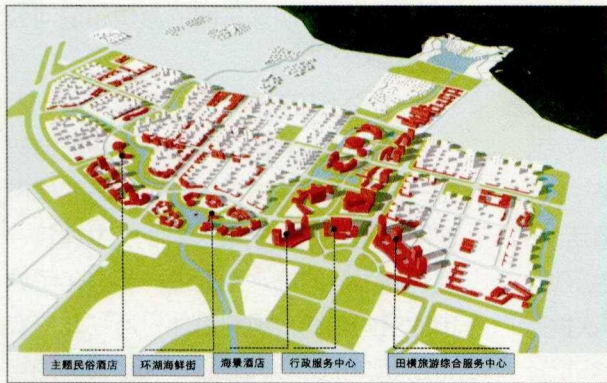 主题民俗酒店
环湖海鲜街
海景酒店
行政服务中心
田横旅游综合服务中心